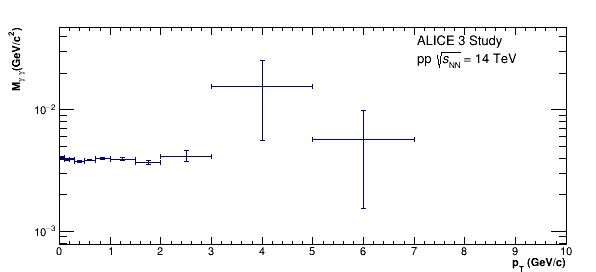 M_γ γ (GeV/c²)
ALICE 3 Study
pp √s_NN = 14 TeV
10⁻²
10⁻³
0 1 2 3 4 5 6 7 8 9 10
p_T (GeV/c)